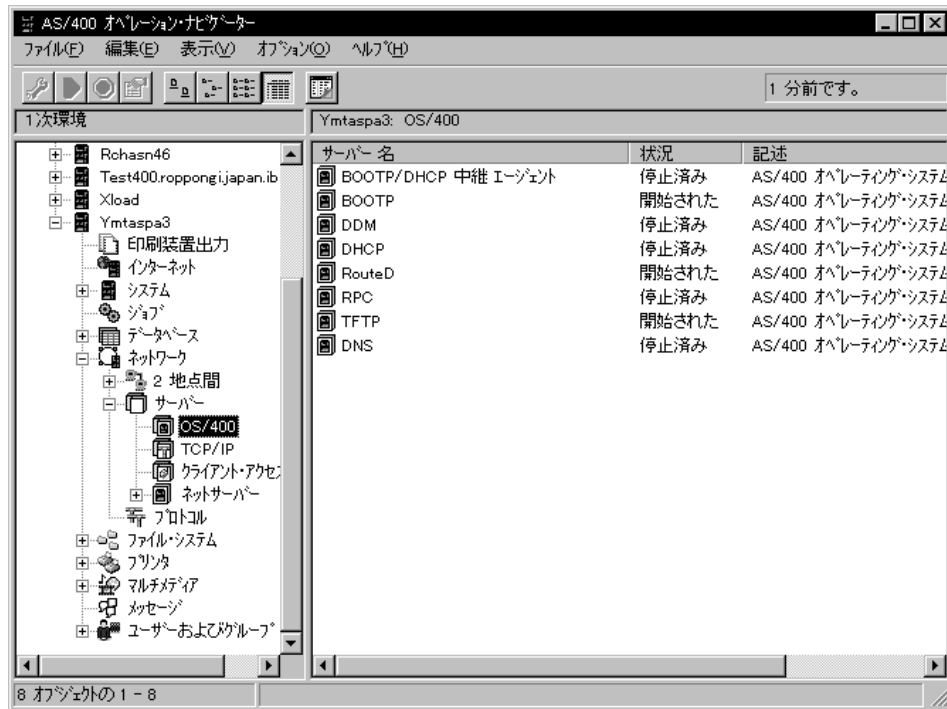 AS/400 オペレーション・ナビゲーター
ファイル(F) 編集(E) 表示(V) オプション(O) ヘルプ(H)
1 分前です。
1次環境
Ymtaspa3: OS/400
Rchasn46
Test400.roppongi.japan.ib
Xload
Ymtaspa3
印刷装置出力
インターネット
システム
ジョブ
データベース
ネットワーク
2 地点間
サーバー
OS/400
TCP/IP
クライアント・アクセス
ネットサーバー
プロトコル
ファイル・システム
プリンタ
マルチメディア
メッセージ
ユーザーおよびグループ
サーバー 名 状況 記述
BOOTP/DHCP 中継 エージェント 停止済み AS/400 オペレーティング・システム
BOOTP 開始された AS/400 オペレーティング・システム
DDM 停止済み AS/400 オペレーティング・システム
DHCP 停止済み AS/400 オペレーティング・システム
RouteD 開始された AS/400 オペレーティング・システム
RPC 停止済み AS/400 オペレーティング・システム
TFTP 開始された AS/400 オペレーティング・システム
DNS 停止済み AS/400 オペレーティング・システム
8 オブジェクトの 1 - 8